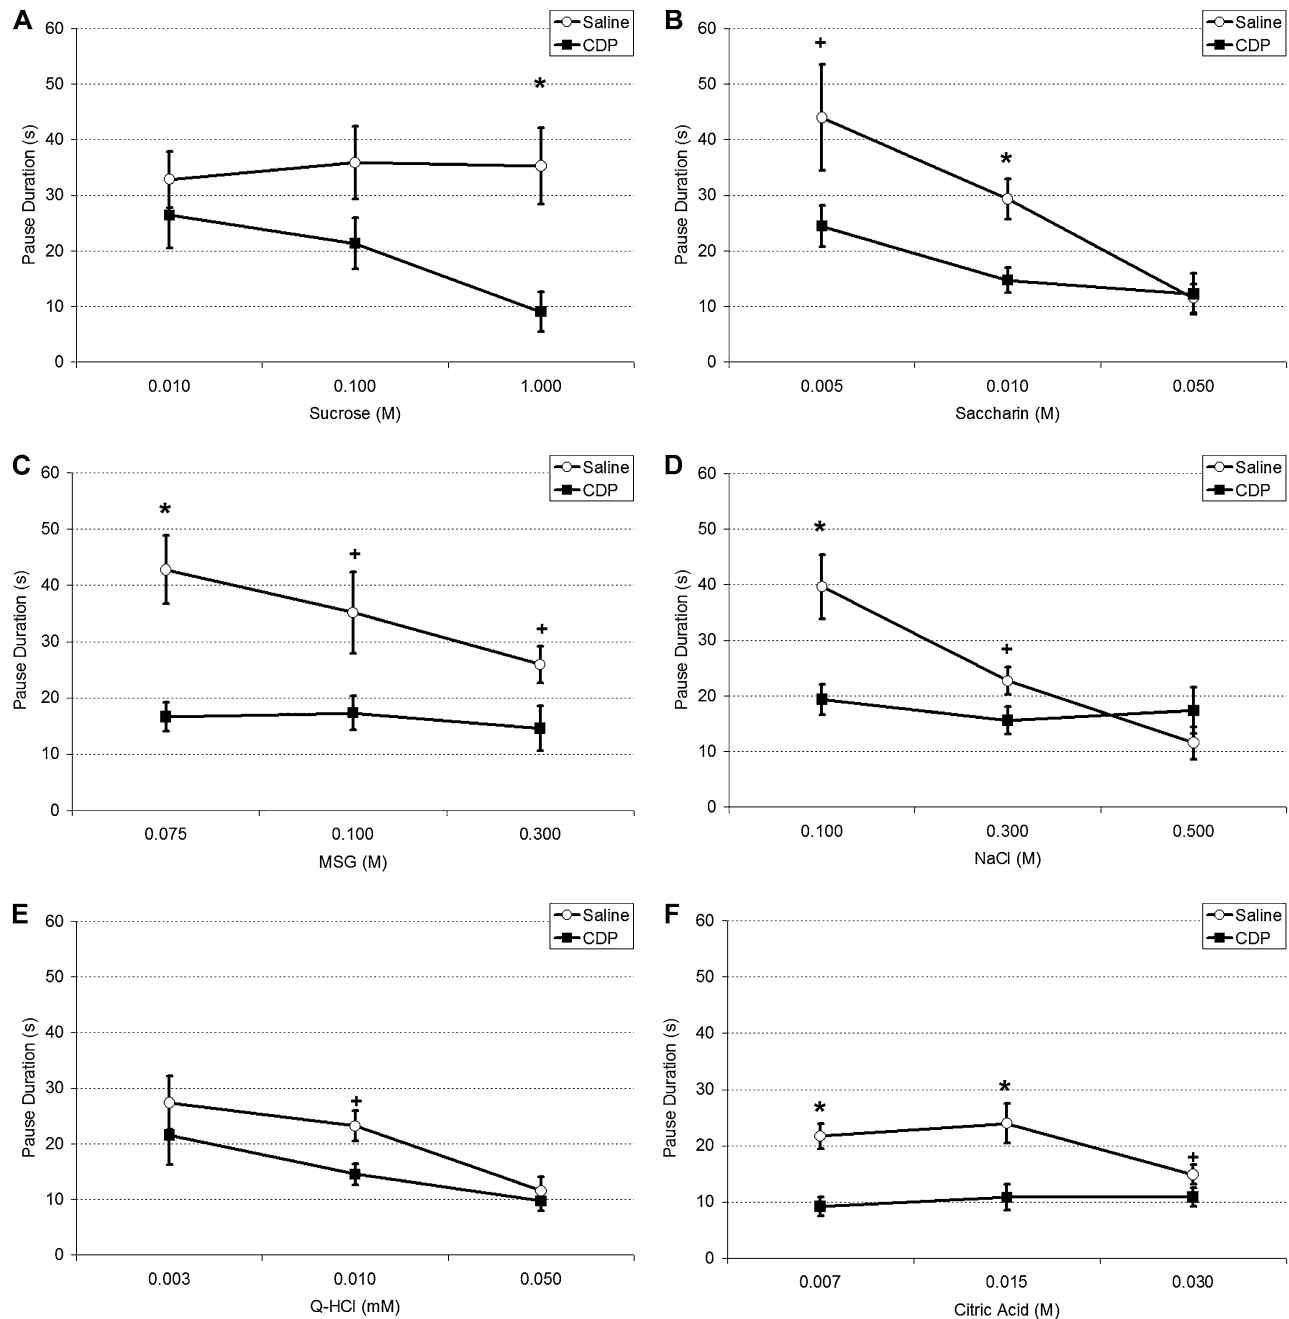 A
Saline
CDP
60
50
40
30
20
10
0
Pause Duration (s)
*
0.010 0.100 1.000
Sucrose (M)
B
Saline
CDP
60
50
40
30
20
10
0
Pause Duration (s)
+
*
0.005 0.010 0.050
Saccharin (M)
C
Saline
CDP
60
50
40
30
20
10
0
Pause Duration (s)
*
+
+
0.075 0.100 0.300
MSG (M)
D
Saline
CDP
60
50
40
30
20
10
0
Pause Duration (s)
*
+
0.100 0.300 0.500
NaCl (M)
E
Saline
CDP
60
50
40
30
20
10
0
Pause Duration (s)
+
0.003 0.010 0.050
Q-HCl (mM)
F
Saline
CDP
60
50
40
30
20
10
0
Pause Duration (s)
*
*
+
0.007 0.015 0.030
Citric Acid (M)